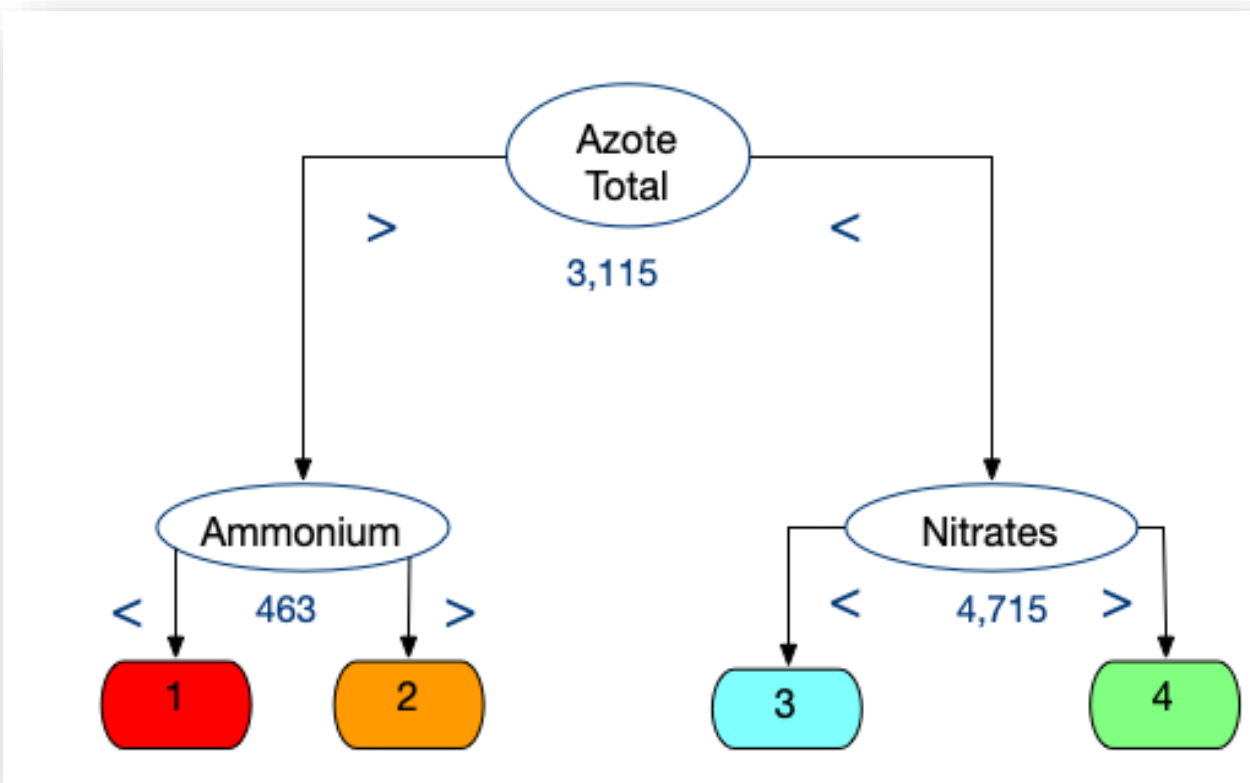 Azote
Total
> <
3,115
Ammonium
Nitrates
< 463 >
< 4,715 >
1
2
3
4